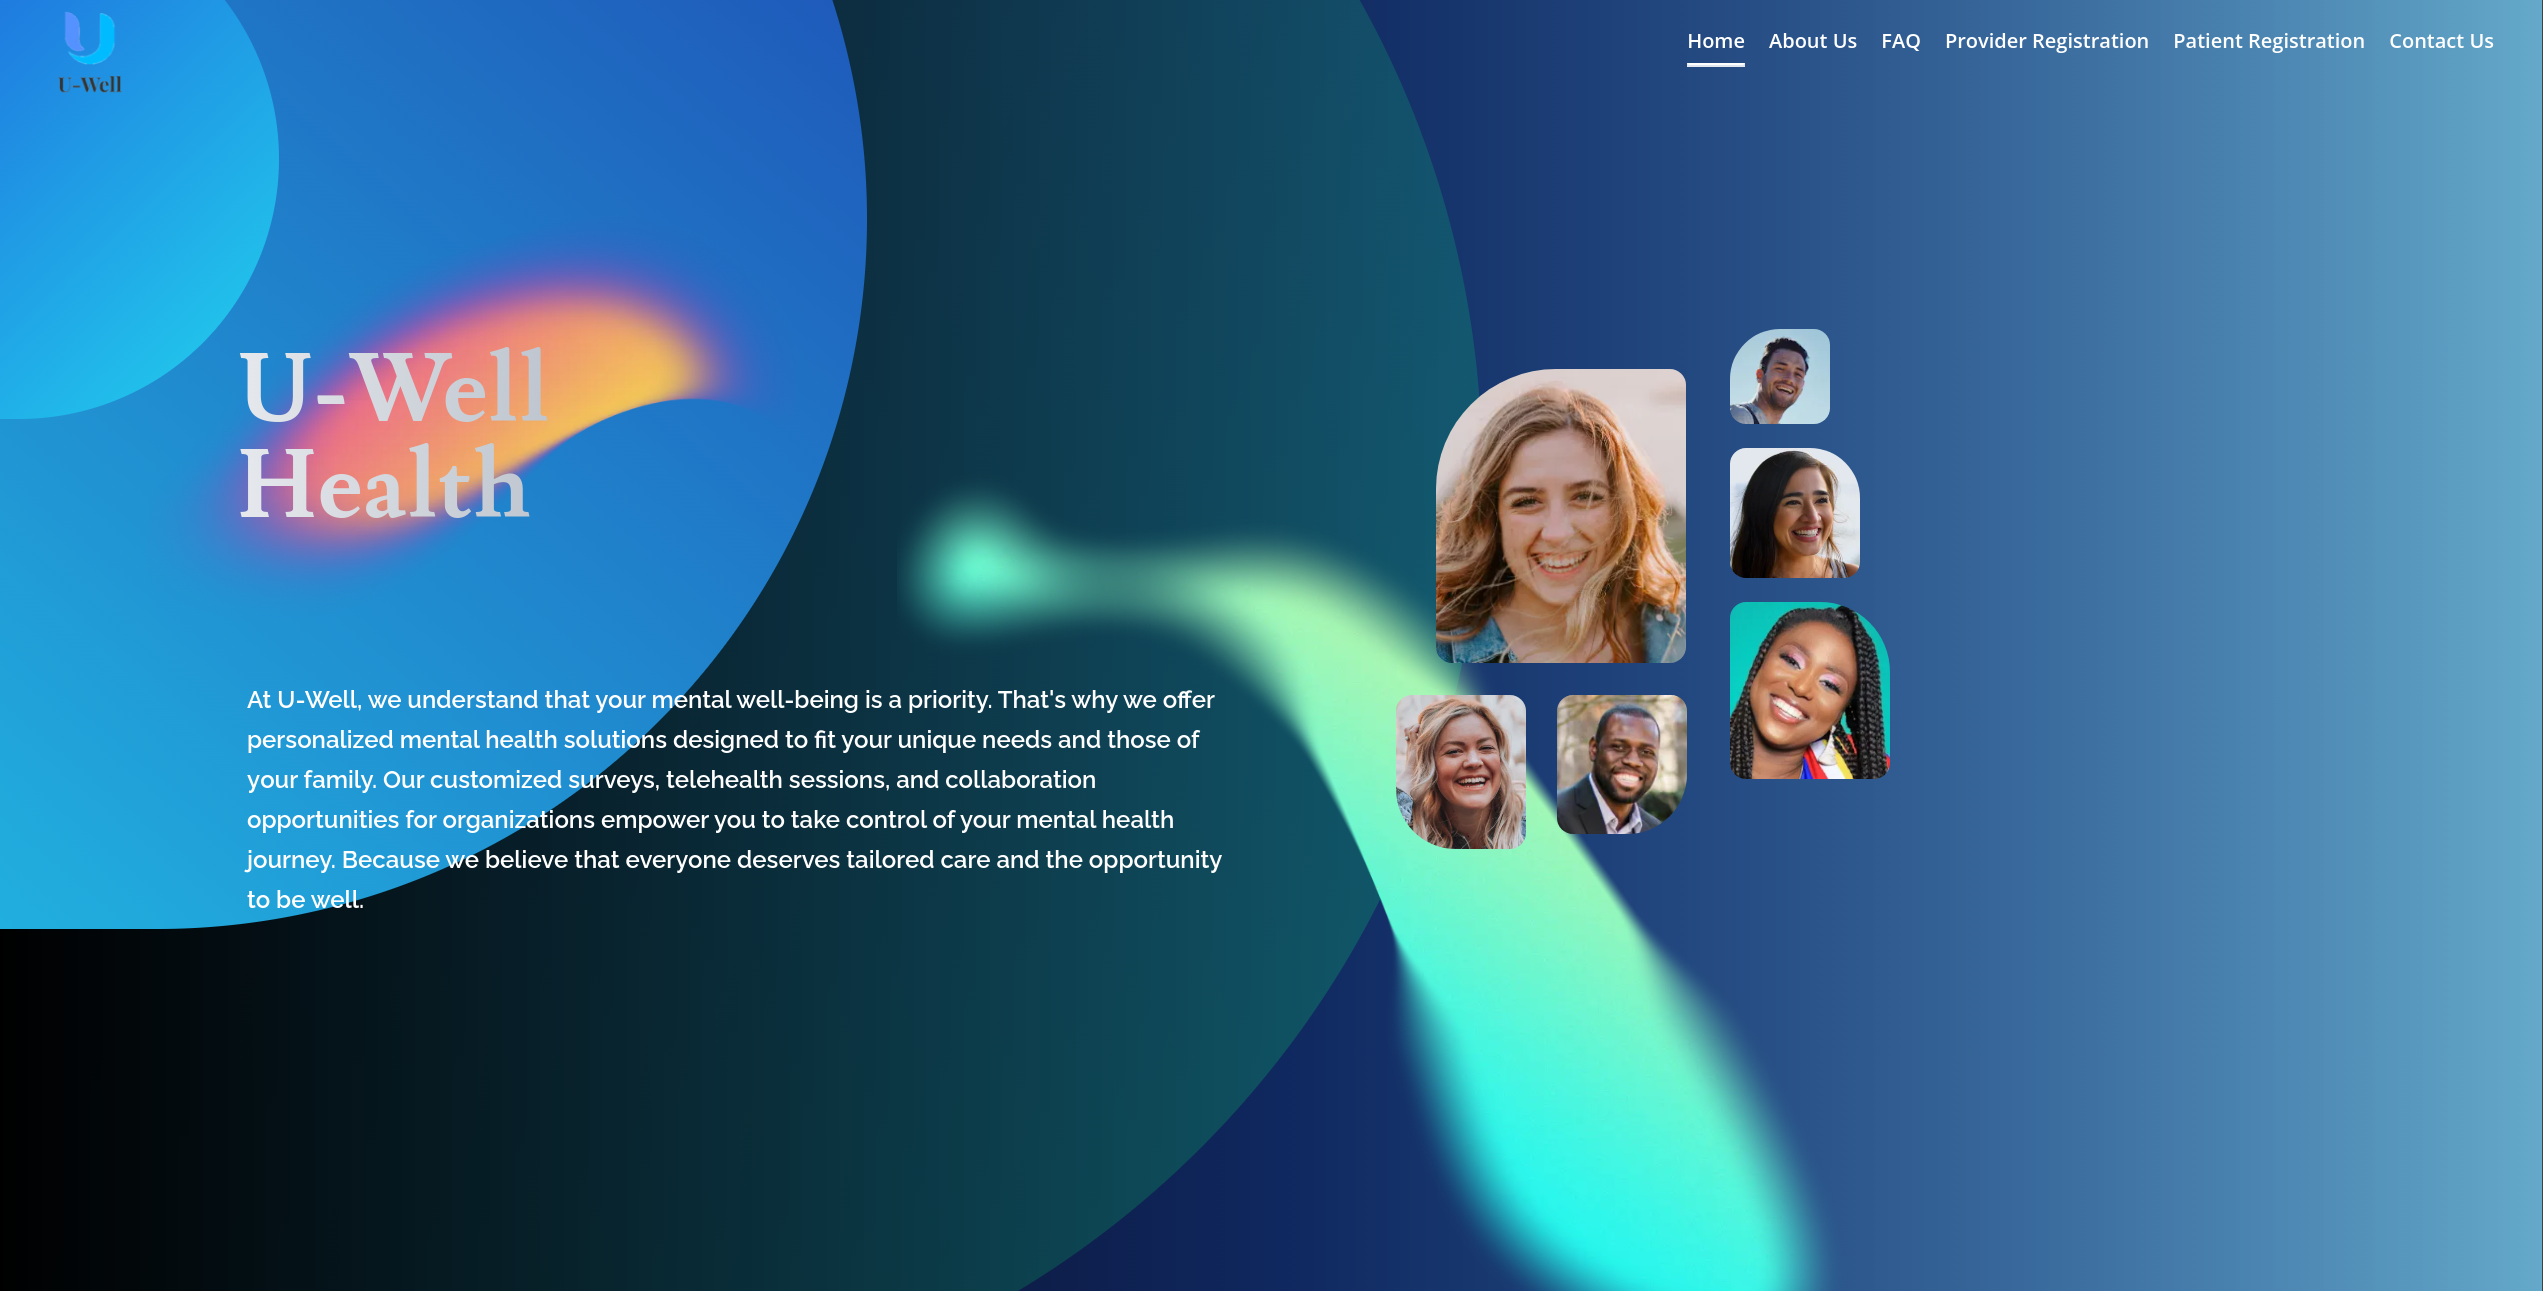 U-Well
Home About Us FAQ Provider Registration Patient Registration Contact Us
U-Well
Health
At U-Well, we understand that your mental well-being is a priority. That's why we offer
personalized mental health solutions designed to fit your unique needs and those of
your family. Our customized surveys, telehealth sessions, and collaboration
opportunities for organizations empower you to take control of your mental health
journey. Because we believe that everyone deserves tailored care and the opportunity
to be well.